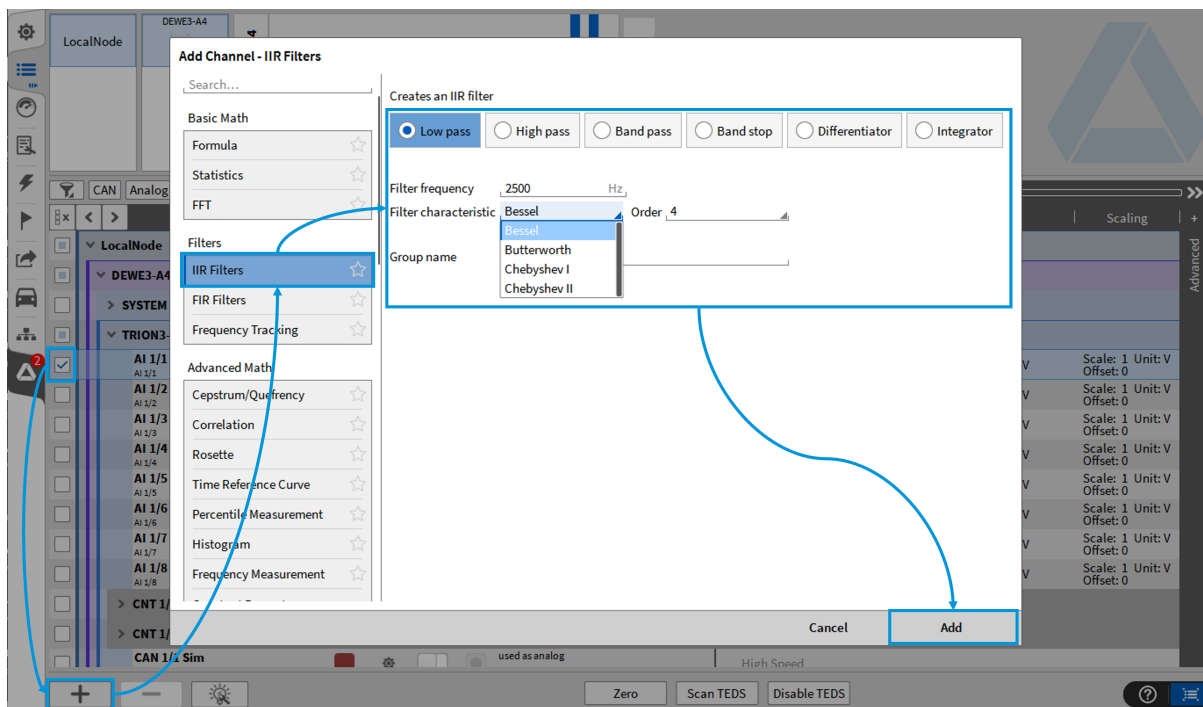 DEWE3-A4
LocalNode
Add Channel - IIR Filters
Search...
Basic Math
Formula
Statistics
FFT
Filters
IIR Filters
FIR Filters
Frequency Tracking
Advanced Math
Cepstrum/Quefrency
Correlation
Rosette
Time Reference Curve
Percentile Measurement
Histogram
Frequency Measurement
Creates an IIR filter
Low pass
High pass
Band pass
Band stop
Differentiator
Integrator
Filter frequency 2500 Hz
Filter characteristic Bessel Order 4
Bessel
Butterworth
Chebyshev I
Chebyshev II
Group name
Cancel
Add
CAN Analog
Scaling +
Advanced
LocalNode
DEWE3-A4
SYSTEM
TRION3-
2
AI 1/1
AI 1/1
V Scale: 1 Unit: V
Offset: 0
AI 1/2
AI 1/2
V Scale: 1 Unit: V
Offset: 0
AI 1/3
AI 1/3
V Scale: 1 Unit: V
Offset: 0
AI 1/4
AI 1/4
V Scale: 1 Unit: V
Offset: 0
AI 1/5
AI 1/5
V Scale: 1 Unit: V
Offset: 0
AI 1/6
AI 1/6
V Scale: 1 Unit: V
Offset: 0
AI 1/7
AI 1/7
V Scale: 1 Unit: V
Offset: 0
AI 1/8
AI 1/8
V Scale: 1 Unit: V
Offset: 0
CNT 1/
CNT 1/
CAN 1/1 Sim
used as analog
High Speed
Zero
Scan TEDS
Disable TEDS